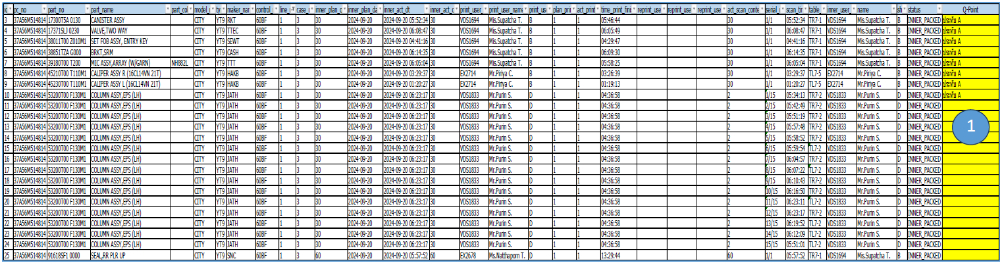 id pc_no part_no part_name part_col model_ ty maker_nar control_ line_ case_r inner_plan_c inner_plan_da inner_act_dt inner_act_c print_user_ print_user_name print_us plan_pri act_print time_print_fini reprint_use reprint_use reprint_use act_scan_conte serial_ scan_tir table_ inner_user_ name sh status Q-Point
3 37A56M514814 17300T5A 0130 CANISTER ASSY CITY YT9 RKT 60BF 1 3 30 2024-09-20 2024-09-20 05:52:34 30 VDS1694 Mis.Supatcha T. B 1 1 05:46:44 30 1/1 05:52:34 TR7-1 VDS1694 Mis.Supatcha T. B INNER_PACKED ประทับ A
4 37A56M514814 17371SLJ 0230 VALVE,TWO WAY CITY YT9 TTEC 60BF 1 3 30 2024-09-20 2024-09-20 06:08:47 30 VDS1694 Mis.Supatcha T. B 1 1 06:05:49 30 1/1 06:08:47 TR7-1 VDS1694 Mis.Supatcha T. B INNER_PACKED ประทับ A
5 37A56M514814 38011T00 Z010M1 SET FOB ASSY, ENTRY KEY CITY YT9 SEWT 60BF 1 3 30 2024-09-20 2024-09-20 04:41:16 30 VDS1694 Mis.Supatcha T. B 1 1 04:29:47 30 1/1 04:41:16 TR7-1 VDS1694 Mis.Supatcha T. B INNER_PACKED ประทับ A
6 37A56M514814 38851TZA G000 BRKT,SRM CITY YT9 CASH 60BF 1 3 30 2024-09-20 2024-09-20 06:14:35 30 VDS1694 Mis.Supatcha T. B 1 1 06:09:30 30 1/1 06:14:35 TR7-1 VDS1694 Mis.Supatcha T. B INNER_PACKED ประทับ A
7 37A56M514814 39180T00 T200 MIC ASSY,ARRAY (W/GARN) NH882L CITY YT9 TTT 60BF 1 3 30 2024-09-20 2024-09-20 06:05:04 30 VDS1694 Mis.Supatcha T. B 1 1 05:58:25 30 1/1 06:05:04 TR7-1 VDS1694 Mis.Supatcha T. B INNER_PACKED ประทับ A
8 37A56M514814 45210T00 T110M1 CALIPER ASSY R (16CL14VN 21T) CITY YT9 HAKB 60BF 1 3 30 2024-09-20 2024-09-20 03:29:37 30 EX2714 Mr.Piriya C. B 1 1 03:26:39 30 1/1 03:29:37 TL7-5 EX2714 Mr.Piriya C. B INNER_PACKED ประทับ A
9 37A56M514814 45230T00 T110M1 CALIPER ASSY L (16CL14VN 21T) CITY YT9 HAKB 60BF 1 3 30 2024-09-20 2024-09-20 01:20:27 30 EX2714 Mr.Piriya C. B 1 1 01:19:13 30 1/1 01:20:27 TL7-5 EX2714 Mr.Piriya C. B INNER_PACKED ประทับ A
10 37A56M514814 53200T00 F130M1 COLUMN ASSY,EPS (LH) CITY YT9 JATH 60BF 1 3 30 2024-09-20 2024-09-20 06:23:17 30 VDS1833 Mr.Purin S. D 1 1 04:36:58 2 1/15 05:34:13 TR7-2 VDS1833 Mr.Purin S. D INNER_PACKED ประทับ A
11 37A56M514814 53200T00 F130M1 COLUMN ASSY,EPS (LH) CITY YT9 JATH 60BF 1 3 30 2024-09-20 2024-09-20 06:23:17 30 VDS1833 Mr.Purin S. D 1 1 04:36:58 2 2/15 05:42:49 TR7-2 VDS1833 Mr.Purin S. D INNER_PACKED
12 37A56M514814 53200T00 F130M1 COLUMN ASSY,EPS (LH) CITY YT9 JATH 60BF 1 3 30 2024-09-20 2024-09-20 06:23:17 30 VDS1833 Mr.Purin S. D 1 1 04:36:58 2 3/15 05:51:19 TR7-2 VDS1833 Mr.Purin S. D INNER_PACKED
13 37A56M514814 53200T00 F130M1 COLUMN ASSY,EPS (LH) CITY YT9 JATH 60BF 1 3 30 2024-09-20 2024-09-20 06:23:17 30 VDS1833 Mr.Purin S. D 1 1 04:36:58 2 4/15 05:57:48 TR7-2 VDS1833 Mr.Purin S. D INNER_PACKED 1
14 37A56M514814 53200T00 F130M1 COLUMN ASSY,EPS (LH) CITY YT9 JATH 60BF 1 3 30 2024-09-20 2024-09-20 06:23:17 30 VDS1833 Mr.Purin S. D 1 1 04:36:58 2 5/15 05:58:52 TR7-2 VDS1833 Mr.Purin S. D INNER_PACKED
15 37A56M514814 53200T00 F130M1 COLUMN ASSY,EPS (LH) CITY YT9 JATH 60BF 1 3 30 2024-09-20 2024-09-20 06:23:17 30 VDS1833 Mr.Purin S. D 1 1 04:36:58 2 6/15 05:59:54 TL7-2 VDS1833 Mr.Purin S. D INNER_PACKED
16 37A56M514814 53200T00 F130M1 COLUMN ASSY,EPS (LH) CITY YT9 JATH 60BF 1 3 30 2024-09-20 2024-09-20 06:23:17 30 VDS1833 Mr.Purin S. D 1 1 04:36:58 2 7/15 06:04:57 TR7-2 VDS1833 Mr.Purin S. D INNER_PACKED
17 37A56M514814 53200T00 F130M1 COLUMN ASSY,EPS (LH) CITY YT9 JATH 60BF 1 3 30 2024-09-20 2024-09-20 06:23:17 30 VDS1833 Mr.Purin S. D 1 1 04:36:58 2 8/15 06:07:22 TL7-2 VDS1833 Mr.Purin S. D INNER_PACKED
18 37A56M514814 53200T00 F130M1 COLUMN ASSY,EPS (LH) CITY YT9 JATH 60BF 1 3 30 2024-09-20 2024-09-20 06:23:17 30 VDS1833 Mr.Purin S. D 1 1 04:36:58 2 9/15 06:10:43 TR7-2 VDS1833 Mr.Purin S. D INNER_PACKED
19 37A56M514814 53200T00 F130M1 COLUMN ASSY,EPS (LH) CITY YT9 JATH 60BF 1 3 30 2024-09-20 2024-09-20 06:23:17 30 VDS1833 Mr.Purin S. D 1 1 04:36:58 2 10/15 06:16:50 TR7-2 VDS1833 Mr.Purin S. D INNER_PACKED
20 37A56M514814 53200T00 F130M1 COLUMN ASSY,EPS (LH) CITY YT9 JATH 60BF 1 3 30 2024-09-20 2024-09-20 06:23:17 30 VDS1833 Mr.Purin S. D 1 1 04:36:58 2 11/15 06:23:11 TL7-2 VDS1833 Mr.Purin S. D INNER_PACKED
21 37A56M514814 53200T00 F130M1 COLUMN ASSY,EPS (LH) CITY YT9 JATH 60BF 1 3 30 2024-09-20 2024-09-20 06:23:17 30 VDS1833 Mr.Purin S. D 1 1 04:36:58 2 12/15 06:23:17 TR7-2 VDS1833 Mr.Purin S. D INNER_PACKED
22 37A56M514814 53200T00 F130M1 COLUMN ASSY,EPS (LH) CITY YT9 JATH 60BF 1 3 30 2024-09-20 2024-09-20 06:23:17 30 VDS1833 Mr.Purin S. D 1 1 04:36:58 2 13/15 06:19:52 TL7-2 VDS1833 Mr.Purin S. D INNER_PACKED
23 37A56M514814 53200T00 F130M1 COLUMN ASSY,EPS (LH) CITY YT9 JATH 60BF 1 3 30 2024-09-20 2024-09-20 06:23:17 30 VDS1833 Mr.Purin S. D 1 1 04:36:58 2 14/15 06:12:09 TL7-2 VDS1833 Mr.Purin S. D INNER_PACKED
24 37A56M514814 53200T00 F130M1 COLUMN ASSY,EPS (LH) CITY YT9 JATH 60BF 1 3 30 2024-09-20 2024-09-20 06:23:17 30 VDS1833 Mr.Purin S. D 1 1 04:36:58 2 15/15 05:51:01 TL7-2 VDS1833 Mr.Purin S. D INNER_PACKED
25 37A56M514814 91618SF1 0000 SEAL,RR PLR UP CITY YT9 SNC 60BF 1 3 60 2024-09-20 2024-09-20 05:57:52 60 EX2678 Ms.Natthaporn T. D 1 1 13:29:44 60 1/1 05:57:52 TR7-1 VDS1694 Mis.Supatcha T. B INNER_PACKED